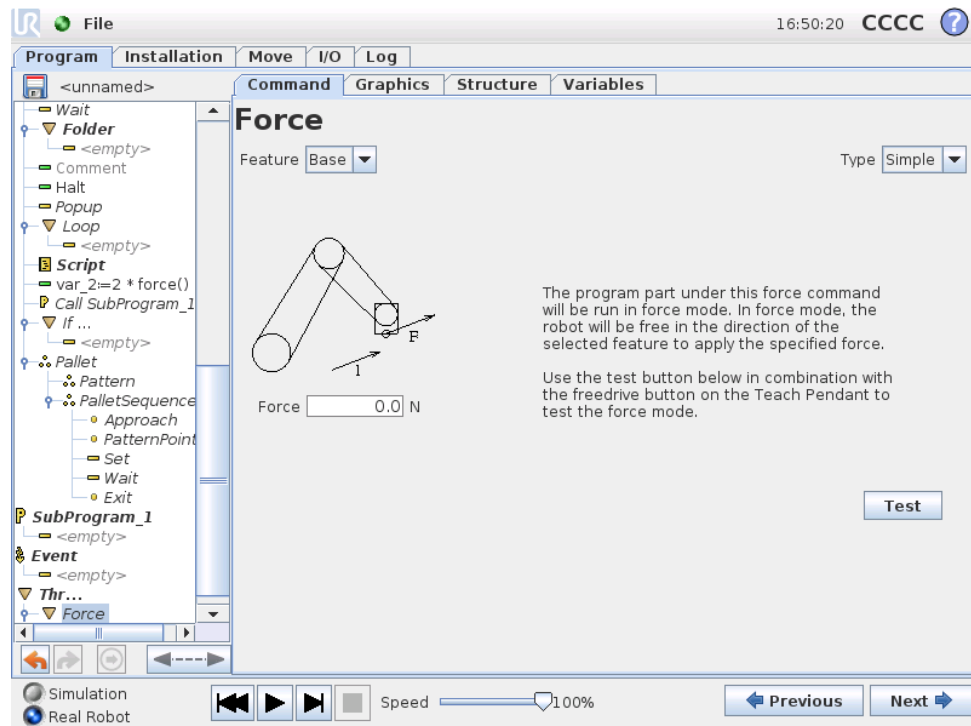 UR File 16:50:20 CCCC ?
Program Installation Move I/O Log
<unnamed>
Command Graphics Structure Variables
Wait
Folder
<empty>
Comment
Halt
Popup
Loop
<empty>
Script
var_2:=2 * force()
P Call SubProgram_1
If ...
<empty>
Pallet
Pattern
PalletSequence
Approach
PatternPoint
Set
Wait
Exit
P SubProgram_1
<empty>
Event
<empty>
Thr...
Force
Force
Feature Base Type Simple
F
1
Force 0.0 N
The program part under this force command
will be run in force mode. In force mode, the
robot will be free in the direction of the
selected feature to apply the specified force.
Use the test button below in combination with
the freedrive button on the Teach Pendant to
test the force mode.
Test
Simulation
Real Robot
Speed 100%
Previous Next